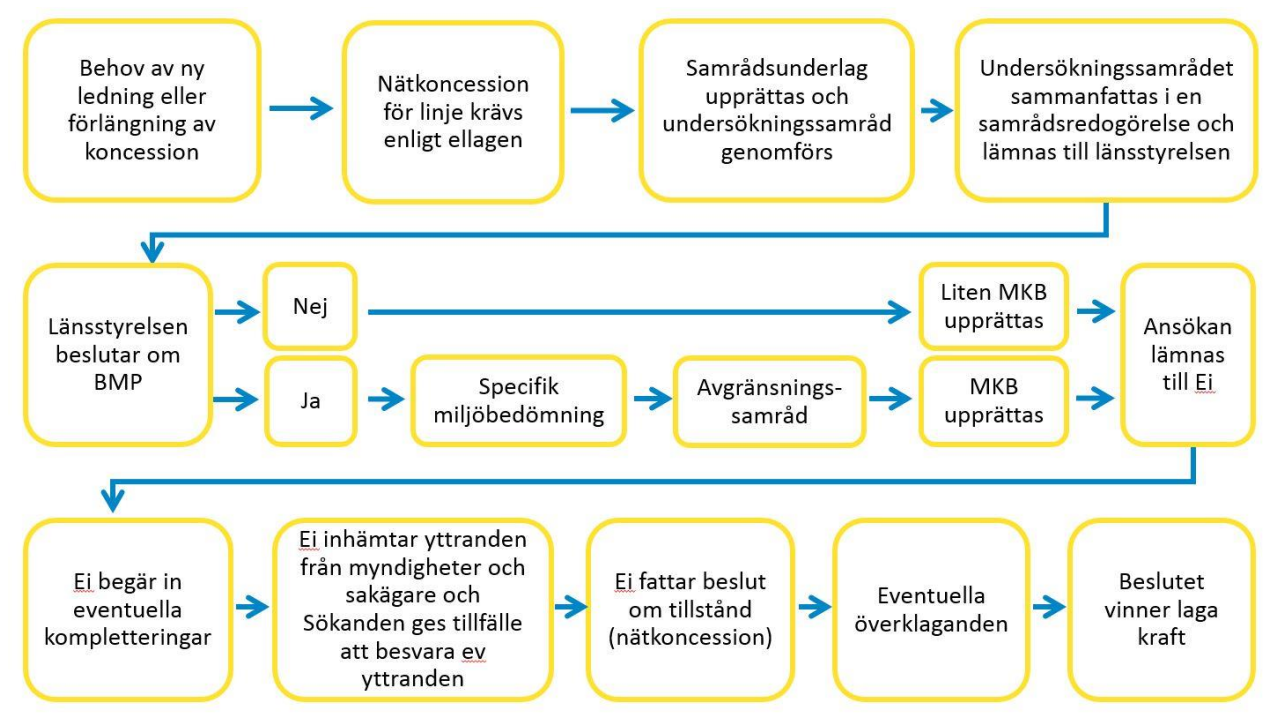 Behov av ny
ledning eller
förlängning av
koncession
Nätkoncession
för linje krävs
enligt ellagen
Samrådsunderlag
upprättas och
undersökningssamråd
genomförs
Undersökningssamrådet
sammanfattas i en
samrådsredogörelse och
lämnas till länsstyrelsen
Länsstyrelsen
beslutar om
BMP
Nej
Liten MKB
upprättas
Ja
Specifik
miljöbedömning
Avgränsnings-
samråd
MKB
upprättas
Ansökan
lämnas
till Ei
Ei begär in
eventuella
kompletteringar
Ei inhämtar yttranden
från myndigheter och
sakägare och
Sökanden ges tillfälle
att besvara ev
yttranden
Ei fattar beslut
om tillstånd
(nätkoncession)
Eventuella
överklaganden
Beslutet
vinner laga
kraft